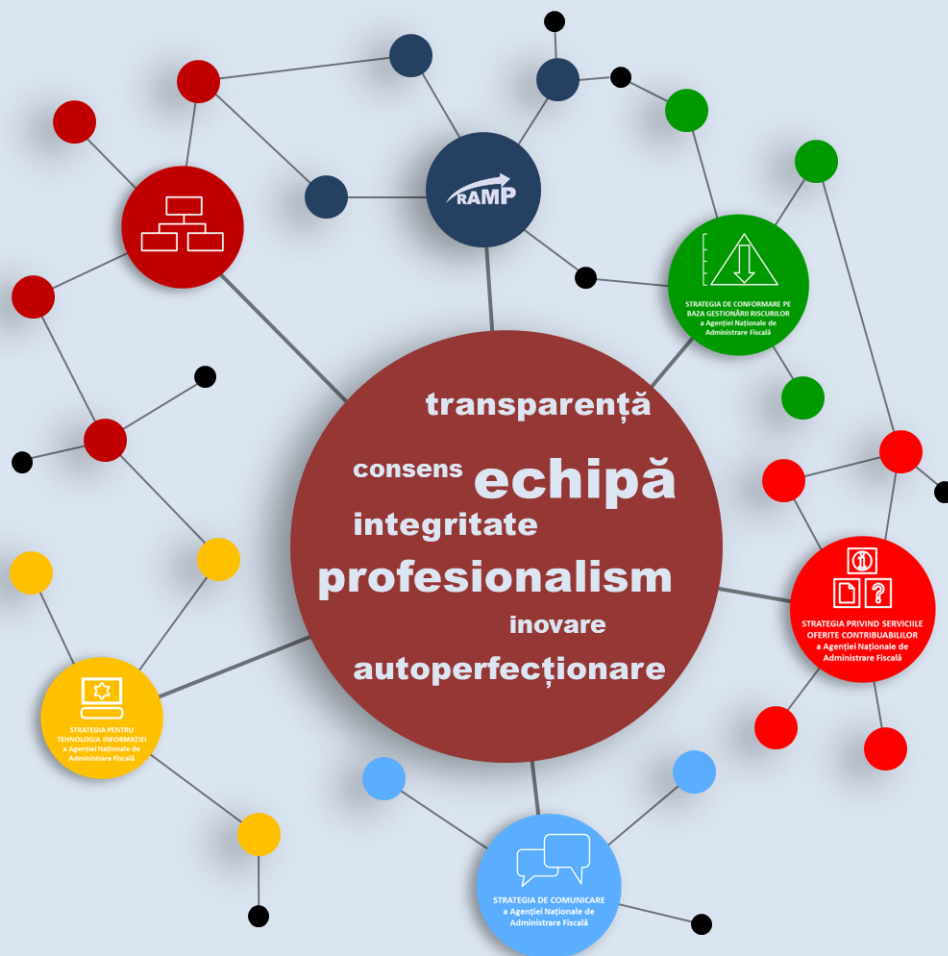 RAMP
STRATEGIA DE CONFORMARE PE
BAZA GESTIONĂRII RISCURILOR
a Agenției Naționale de
Administrare Fiscală
transparență
consens echipă
integritate
profesionalism
inovare
autoperfecționare
STRATEGIA PRIVIND SERVICIILE
OFERITE CONTRIBUABILILOR
a Agenției Naționale de
Administrare Fiscală
STRATEGIA PENTRU
TEHNOLOGIA INFORMAȚIEI
a Agenției Naționale de
Administrare Fiscală
STRATEGIA DE COMUNICARE
a Agenției Naționale de
Administrare Fiscală